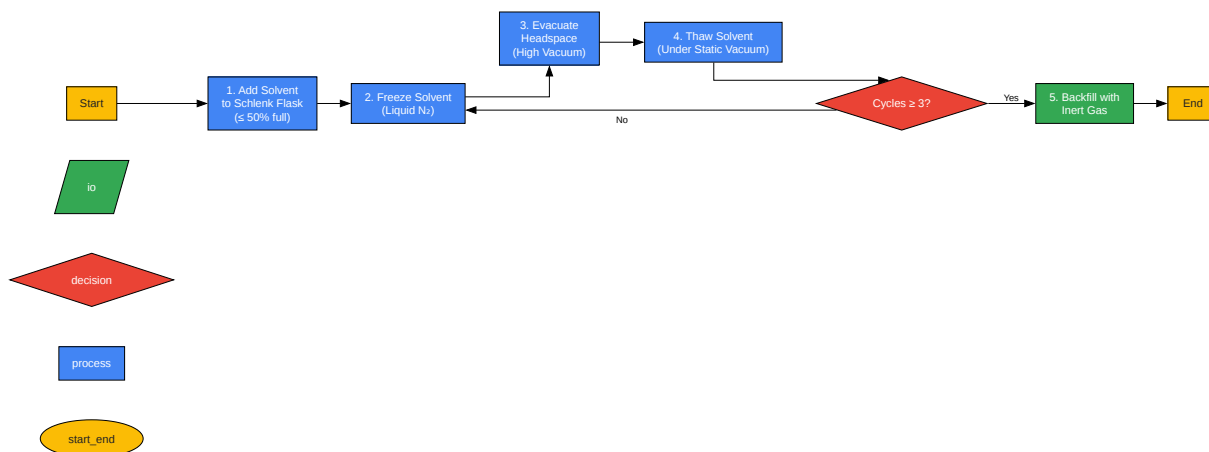 3. Evacuate
Headspace
(High Vacuum)
4. Thaw Solvent
(Under Static Vacuum)
Start
1. Add Solvent
to Schlenk Flask
(≤ 50% full)
2. Freeze Solvent
(Liquid N₂)
Cycles ≥ 3?
Yes
5. Backfill with
Inert Gas
End
No
io
decision
process
start_end